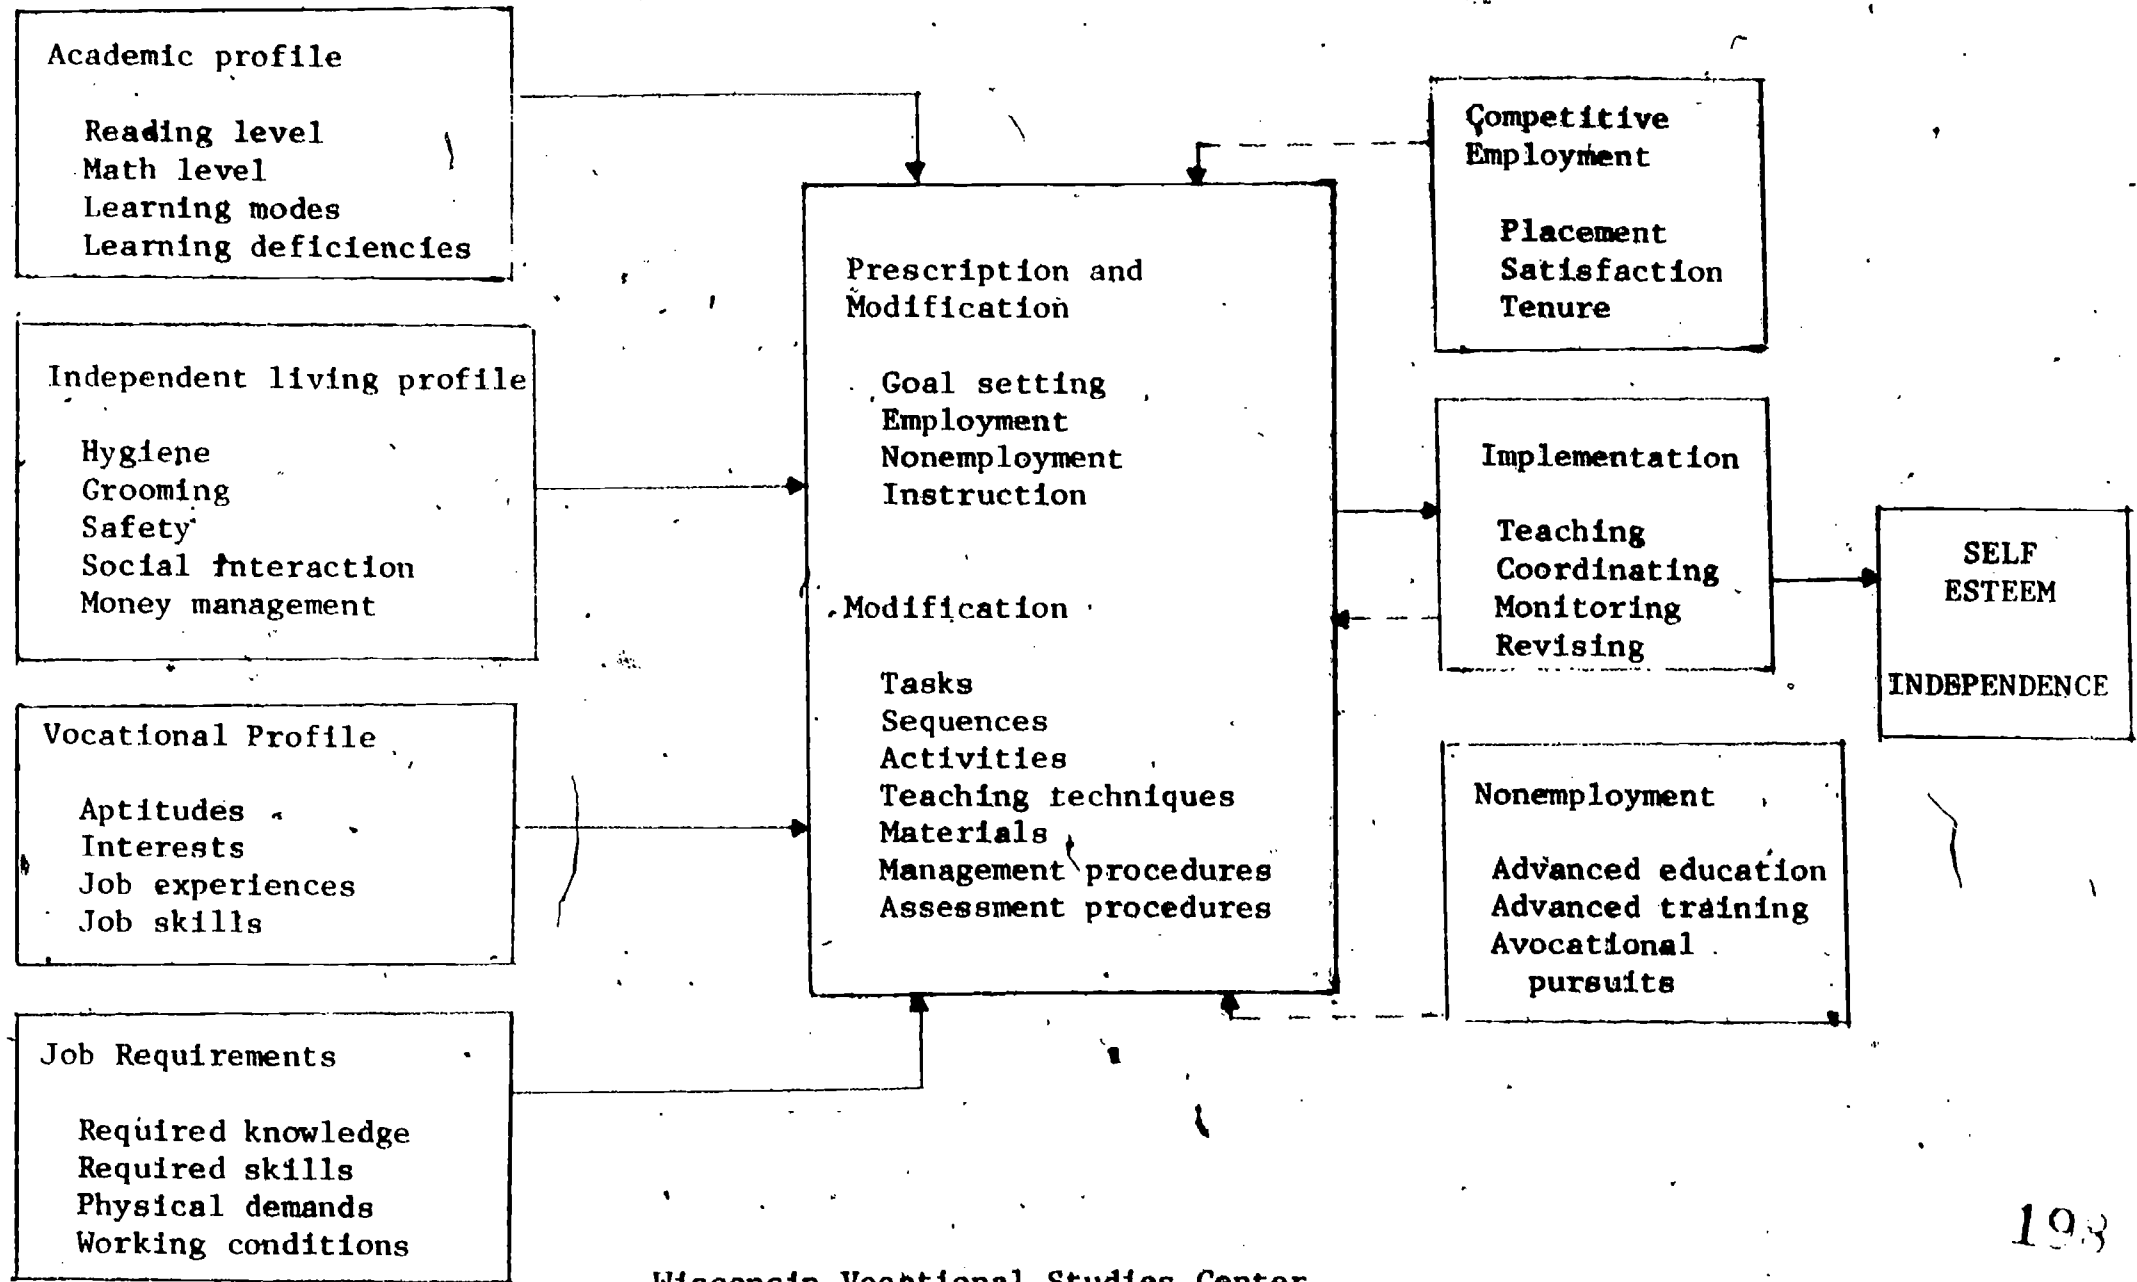 Academic profile
Reading level
Math level
Learning modes
Learning deficiencies
Independent living profile
Hygiene
Grooming
Safety
Social interaction
Money management
Vocational Profile
Aptitudes
Interests
Job experiences
Job skills
Job Requirements
Required knowledge
Required skills
Physical demands
Working conditions
Prescription and
Modification
Goal setting
Employment
Nonemployment
Instruction
Modification
Tasks
Sequences
Activities
Teaching techniques
Materials
Management procedures
Assessment procedures
Competitive
Employment
Placement
Satisfaction
Tenure
Implementation
Teaching
Coordinating
Monitoring
Revising
Nonemployment
Advanced education
Advanced training
Avocational
pursuits
SELF
ESTEEM
INDEPENDENCE
Wisconsin Vocational Studies Center